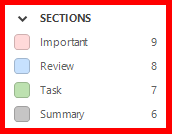 SECTIONS
Important 9
Review 8
Task 7
Summary 6